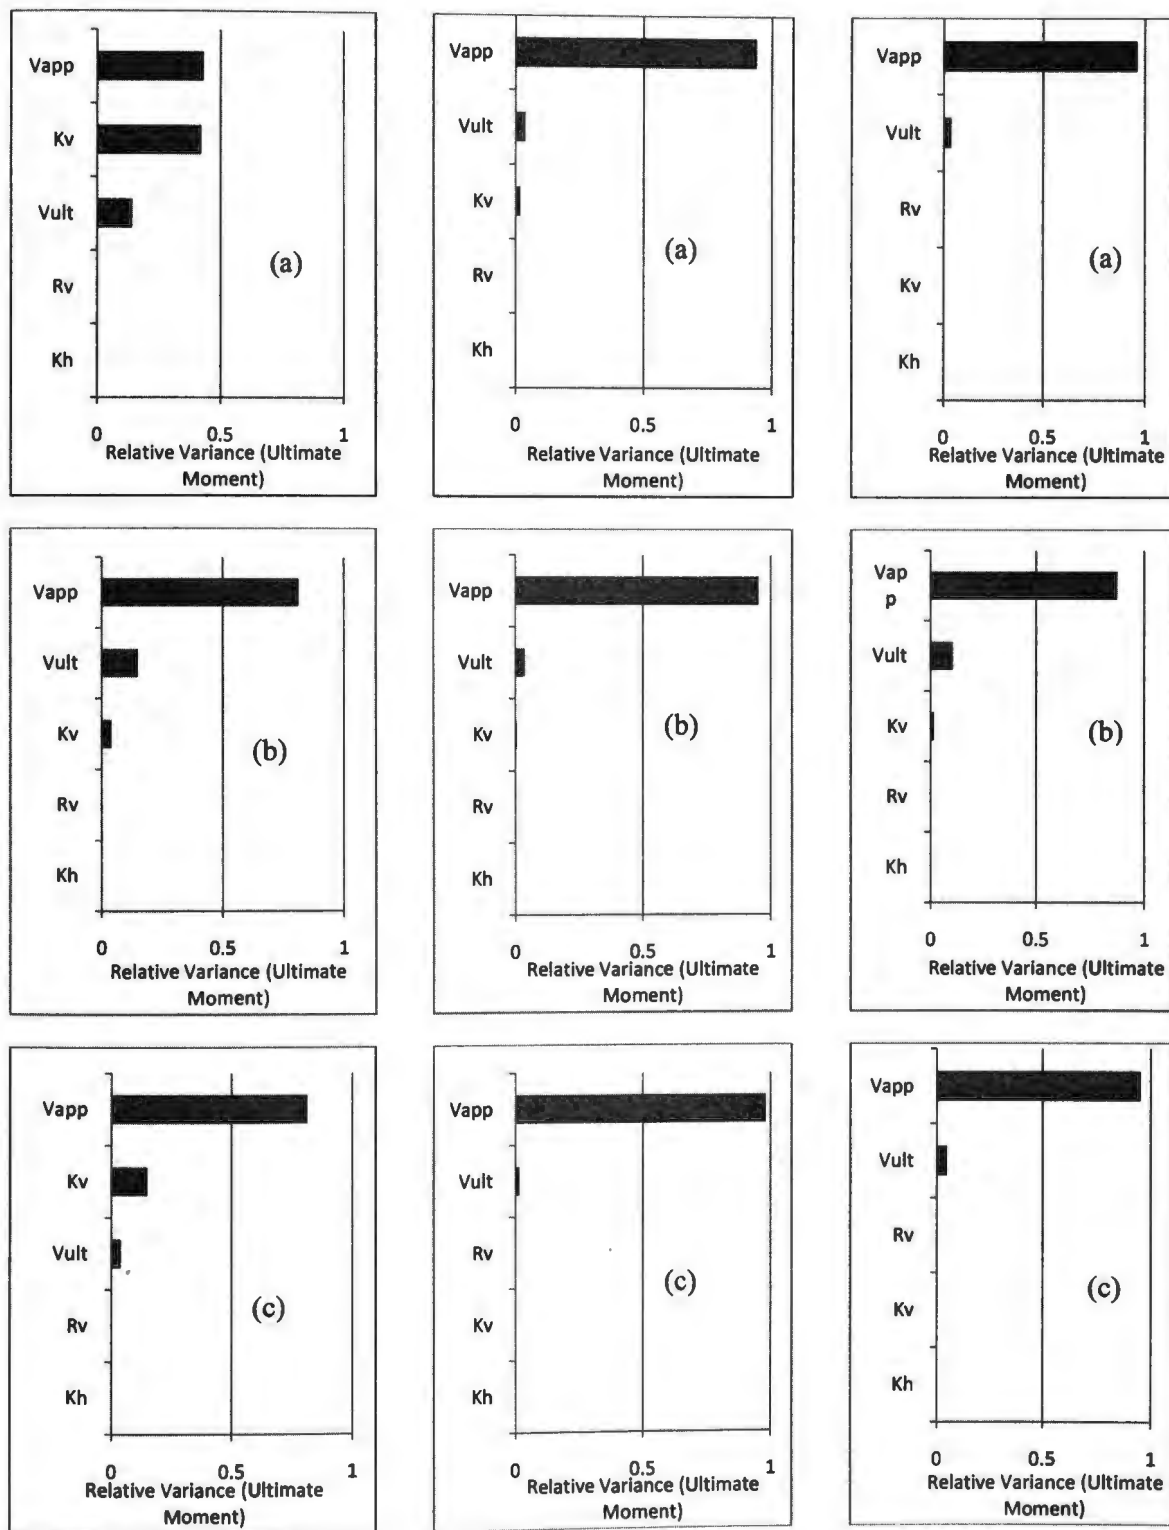 Vapp
Kv
Vult
Rv
Kh
(a)
0 0.5 1
Relative Variance (Ultimate
Moment)
Vapp
Vult
Kv
Rv
Kh
(a)
0 0.5 1
Relative Variance (Ultimate
Moment)
Vapp
Vult
Rv
Kv
Kh
(a)
0 0.5 1
Relative Variance (Ultimate
Moment)
Vapp
Vult
Kv
Rv
Kh
(b)
0 0.5 1
Relative Variance (Ultimate
Moment)
Vapp
Vult
Kv
Rv
Kh
(b)
0 0.5 1
Relative Variance (Ultimate
Moment)
Vap
p
Vult
Kv
Rv
Kh
(b)
0 0.5 1
Relative Variance (Ultimate
Moment)
Vapp
Kv
Vult
Rv
Kh
(c)
0 0.5 1
Relative Variance (Ultimate
Moment)
Vapp
Vult
Rv
Kv
Kh
(c)
0 0.5 1
Relative Variance (Ultimate
Moment)
Vapp
Vult
Rv
Kv
Kh
(c)
0 0.5 1
Relative Variance (Ultimate
Moment)